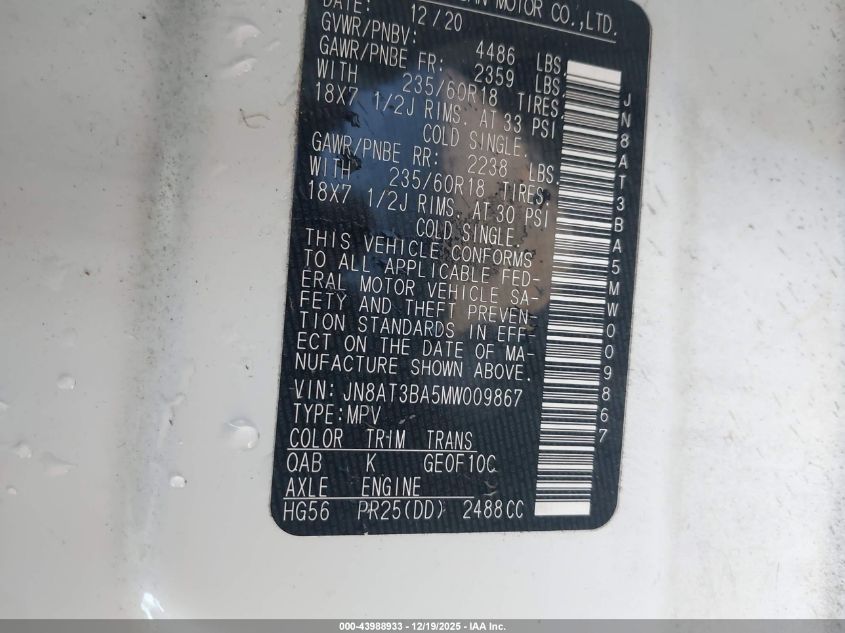 MOTOR CO.,LTD.
DATE: 12/20
GVWR/PNBV: 4486 LBS.
GAWR/PNBE FR: 2359 LBS.
WITH 235/60R18 TIRES,
18X7 1/2J RIMS. AT 33 PSI
COLD SINGLE.
GAWR/PNBE RR: 2238 LBS.
WITH 235/60R18 TIRES,
18X7 1/2J RIMS. AT 30 PSI
COLD SINGLE.
THIS VEHICLE CONFORMS
TO ALL APPLICABLE FED-
ERAL MOTOR VEHICLE SA-
FETY AND THEFT PREVEN-
TION STANDARDS IN EFF-
ECT ON THE DATE OF MA-
NUFACTURE SHOWN ABOVE.
VIN: JN8AT3BA5MW009867
TYPE:MPV
COLOR TRIM TRANS
QAB K GE0F10C
AXLE ENGINE
HG56 PR25(DD) 2488CC
JN8AT3BA5MW009867
000-43988933 - 12/19/2025 - IAA Inc.